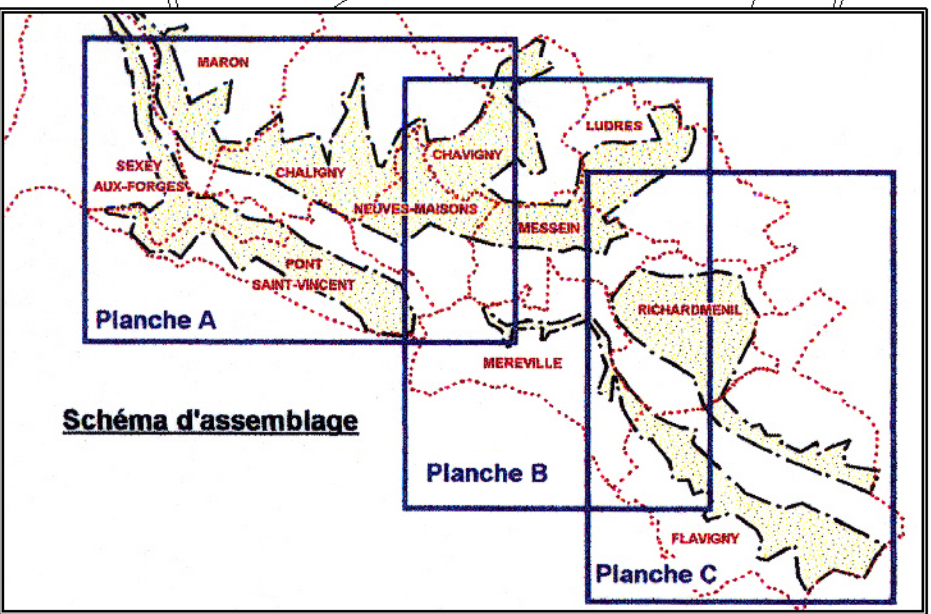 MARON
LUDRES
CHAVIGNY
SEXEY
AUX-FORGES
CHALIGNY
NEUVES-MAISONS
MESSEIN
PONT
SAINT-VINCENT
RICHARDMENIL
Planche A
MEREVILLE
Schéma d'assemblage
Planche B
FLAVIGNY
Planche C